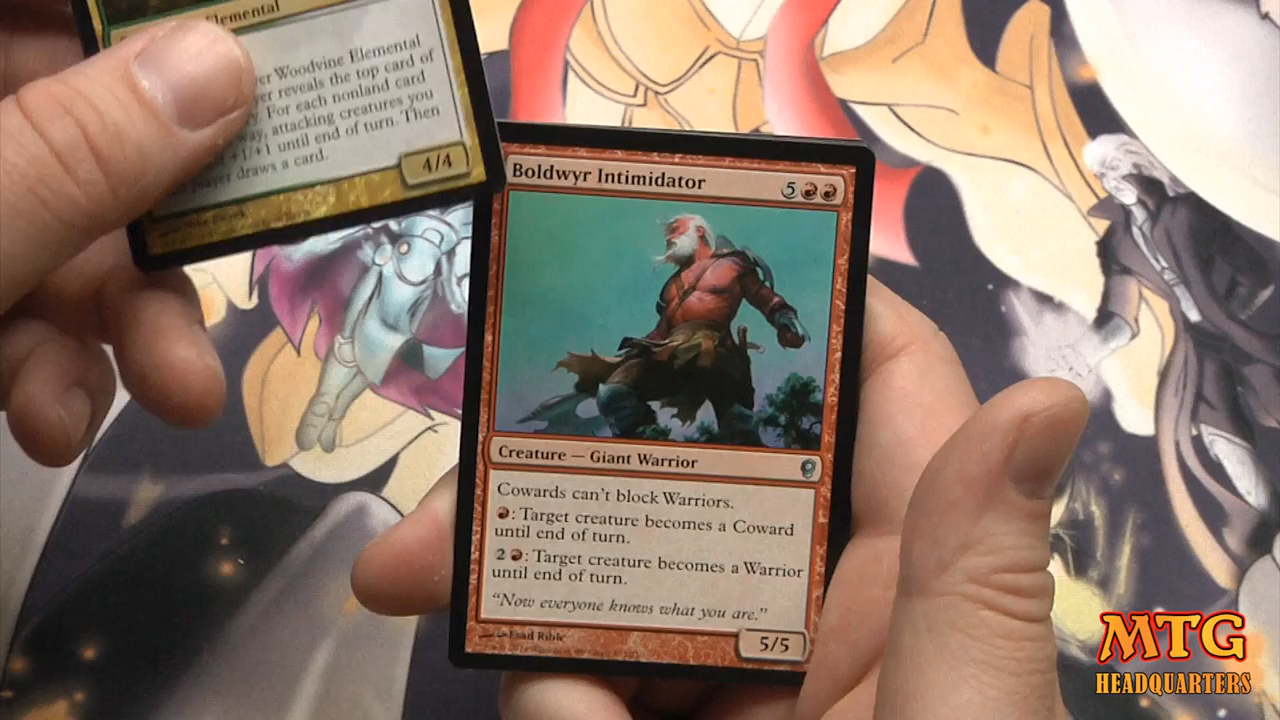 Elemental
Woodvine Elemental
reveals the top card of
For each nonland card
way, attacking creatures you
+1/+1 until end of turn. Then
player draws a card.
4/4
Boldwyr Intimidator
5
Creature — Giant Warrior
Cowards can't block Warriors.
: Target creature becomes a Coward
until end of turn.
2 : Target creature becomes a Warrior
until end of turn.
"Now everyone knows what you are."
Esad Ribic
5/5
MTG
HEADQUARTERS